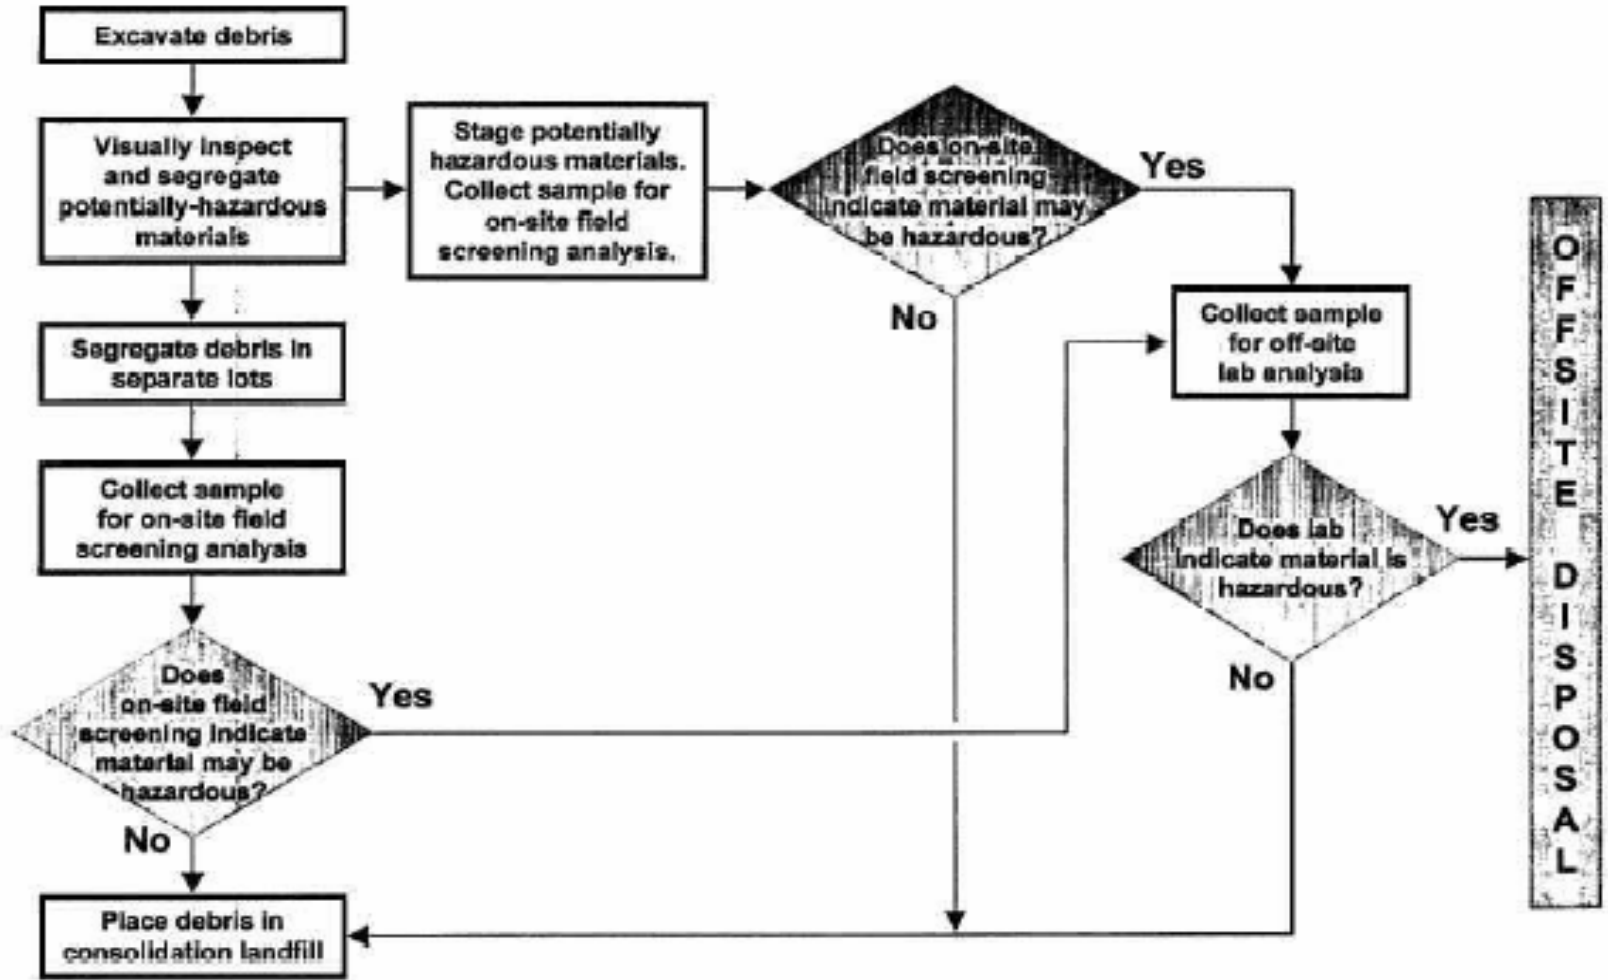 Excavate debris
Visually inspect
and segregate
potentially-hazardous
materials
Stage potentially
hazardous materials.
Collect sample for
on-site field
screening analysis.
Does on-site
field screening
indicate material may
be hazardous?
Yes
No
Segregate debris in
separate lots
Collect sample
for off-site
lab analysis
Collect sample
for on-site field
screening analysis
Does lab
indicate material is
hazardous?
Yes
No
Does
on-site field
screening indicate
material may be
hazardous?
Yes
No
Place debris in
consolidation landfill
OFFSITE DISPOSAL